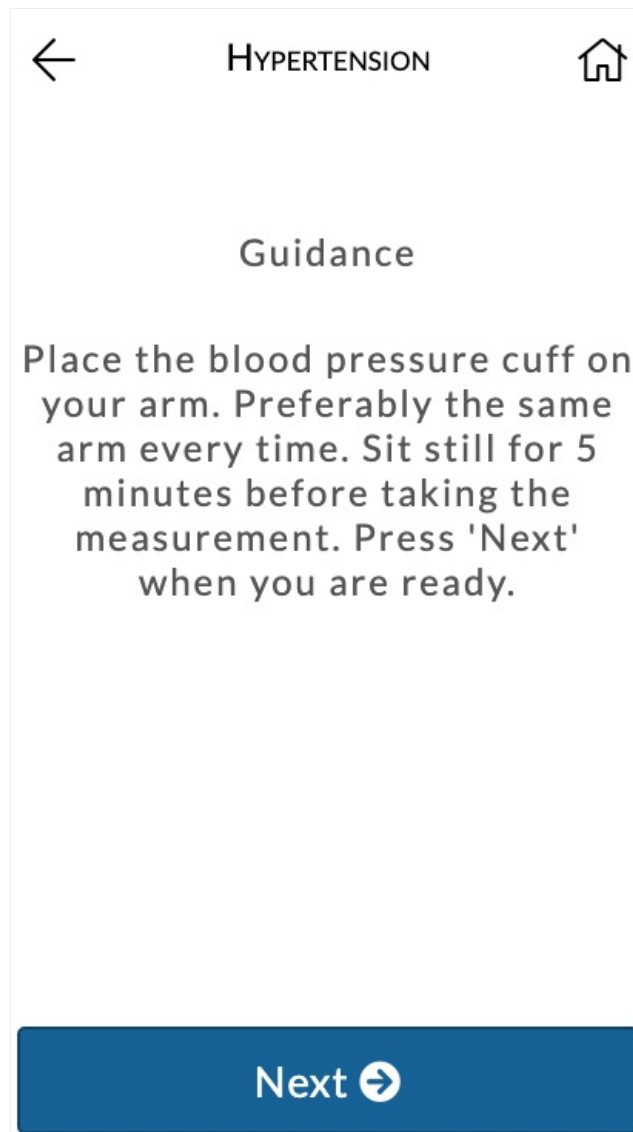 Hypertension
Guidance
Place the blood pressure cuff on
your arm. Preferably the same
arm every time. Sit still for 5
minutes before taking the
measurement. Press 'Next'
when you are ready.
Next